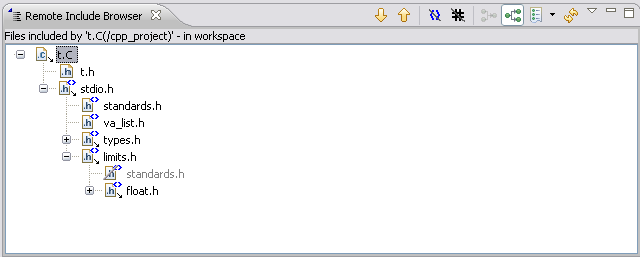 Remote Include Browser
Files included by 't.C(/cpp_project)' - in workspace
t.C
t.h
stdio.h
standards.h
va_list.h
types.h
limits.h
standards.h
float.h